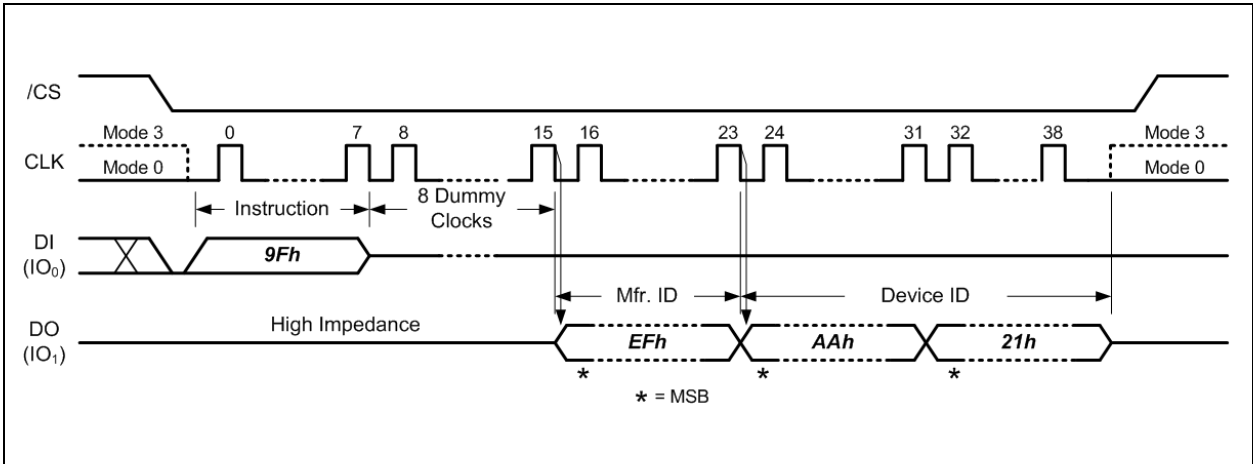 /CS
Mode 3 0 7 8 15 16 23 24 31 32 38 Mode 3
CLK
Mode 0 Mode 0
Instruction 8 Dummy Clocks
DI
(IO₀)
9Fh
Mfr. ID Device ID
High Impedance
DO
(IO₁)
EFh AAh 21h
* * *
* = MSB